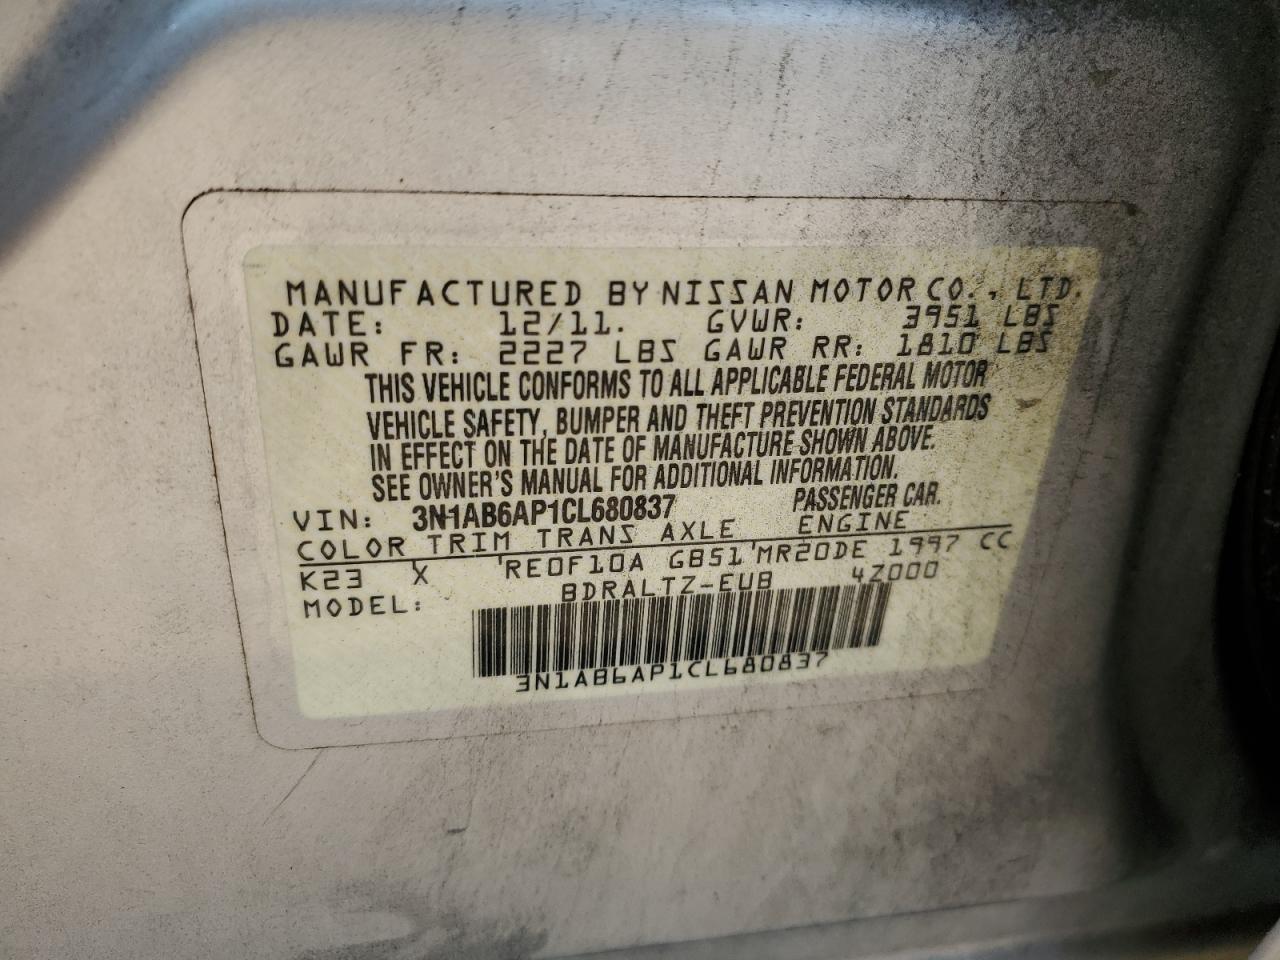 MANUFACTURED BY NISSAN MOTOR CO., LTD.
DATE: 12/11. GVWR: 3951 LBS
GAWR FR: 2227 LBS GAWR RR: 1810 LBS
THIS VEHICLE CONFORMS TO ALL APPLICABLE FEDERAL MOTOR
VEHICLE SAFETY, BUMPER AND THEFT PREVENTION STANDARDS
IN EFFECT ON THE DATE OF MANUFACTURE SHOWN ABOVE.
SEE OWNER'S MANUAL FOR ADDITIONAL INFORMATION.
VIN: 3N1AB6AP1CL680837 PASSENGER CAR.
COLOR TRIM TRANS AXLE ENGINE
K23 X RE0F10A GB51 MR20DE 1997 CC
MODEL: BDRALTZ-EUB 4Z000
3N1AB6AP1CL680837